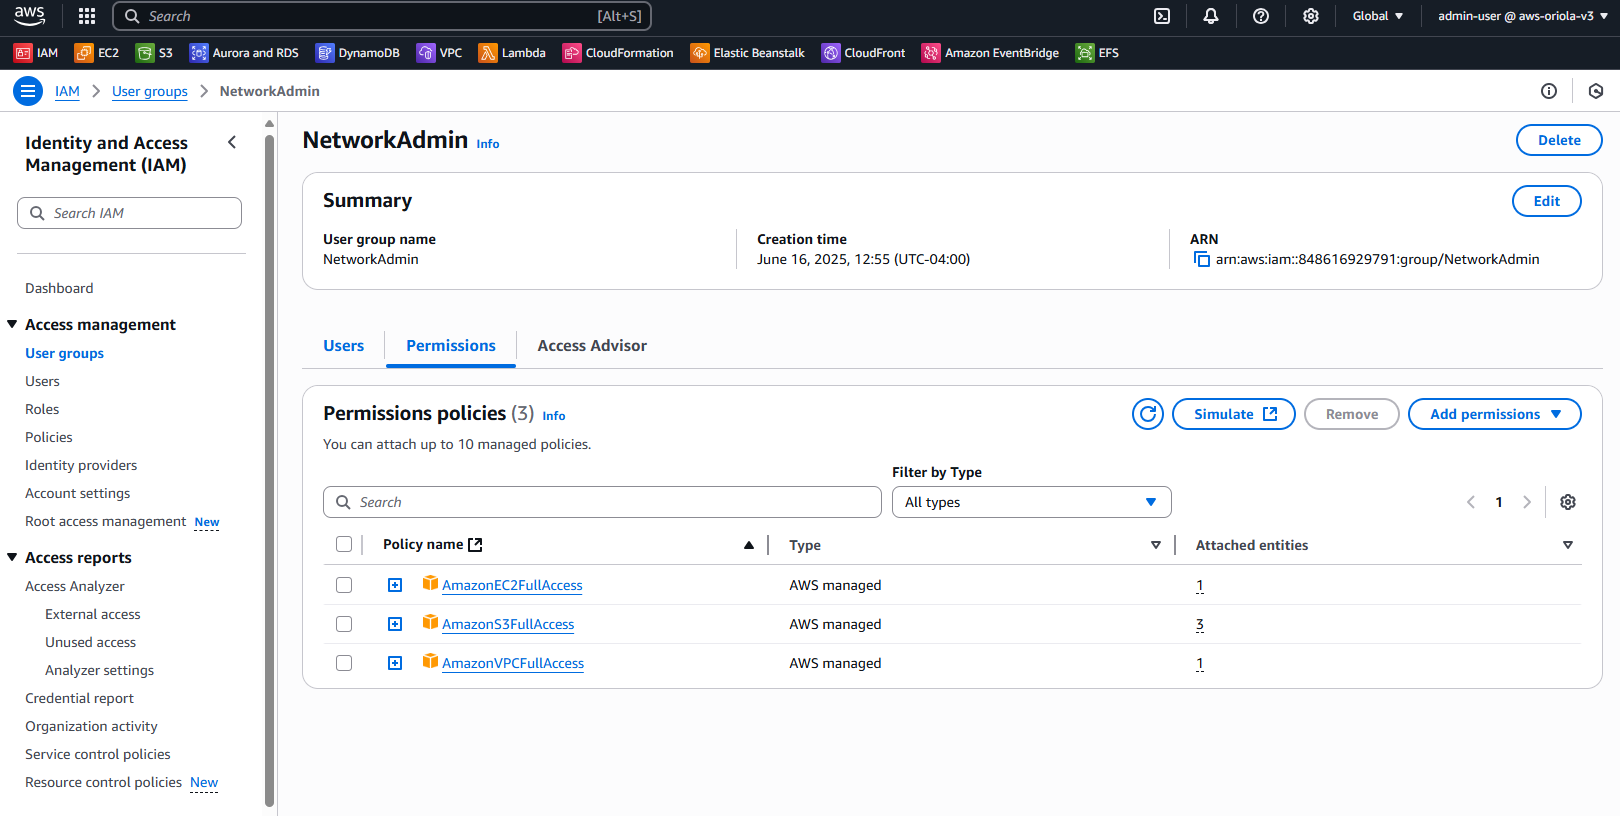 aws
Search [Alt+S]
Global
admin-user @ aws-oriola-v3
IAM EC2 S3 Aurora and RDS DynamoDB VPC Lambda CloudFormation Elastic Beanstalk CloudFront Amazon EventBridge EFS
IAM > User groups > NetworkAdmin
Identity and Access
Management (IAM)
Search IAM
Dashboard
Access management
User groups
Users
Roles
Policies
Identity providers
Account settings
Root access management New
Access reports
Access Analyzer
External access
Unused access
Analyzer settings
Credential report
Organization activity
Service control policies
Resource control policies New
NetworkAdmin Info
Delete
Summary
Edit
User group name
NetworkAdmin
Creation time
June 16, 2025, 12:55 (UTC-04:00)
ARN
arn:aws:iam::848616929791:group/NetworkAdmin
Users Permissions Access Advisor
Permissions policies (3) Info
Simulate Remove Add permissions
You can attach up to 10 managed policies.
Filter by Type
Search
All types
1
Policy name Type Attached entities
AmazonEC2FullAccess AWS managed 1
AmazonS3FullAccess AWS managed 3
AmazonVPCFullAccess AWS managed 1